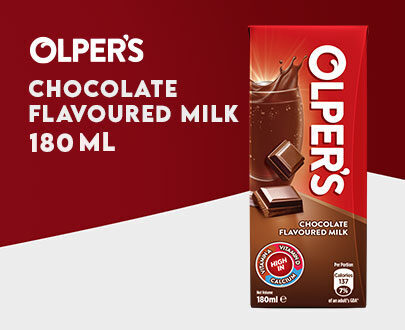 OLPER'S
CHOCOLATE
FLAVOURED MILK
180 ML
OLPER'S
CHOCOLATE
FLAVOURED MILK
VITAMIN A
VITAMIN D
HIGH
IN
CALCIUM
Per Portion
Calories
137
7%
of an adult's GDA*
Net Volume
180ml e